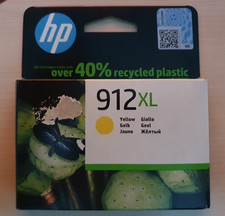 hp
over 40% recycled plastic
912XL
Yellow Giallo
Gelb Geel
Jaune Жёлтый